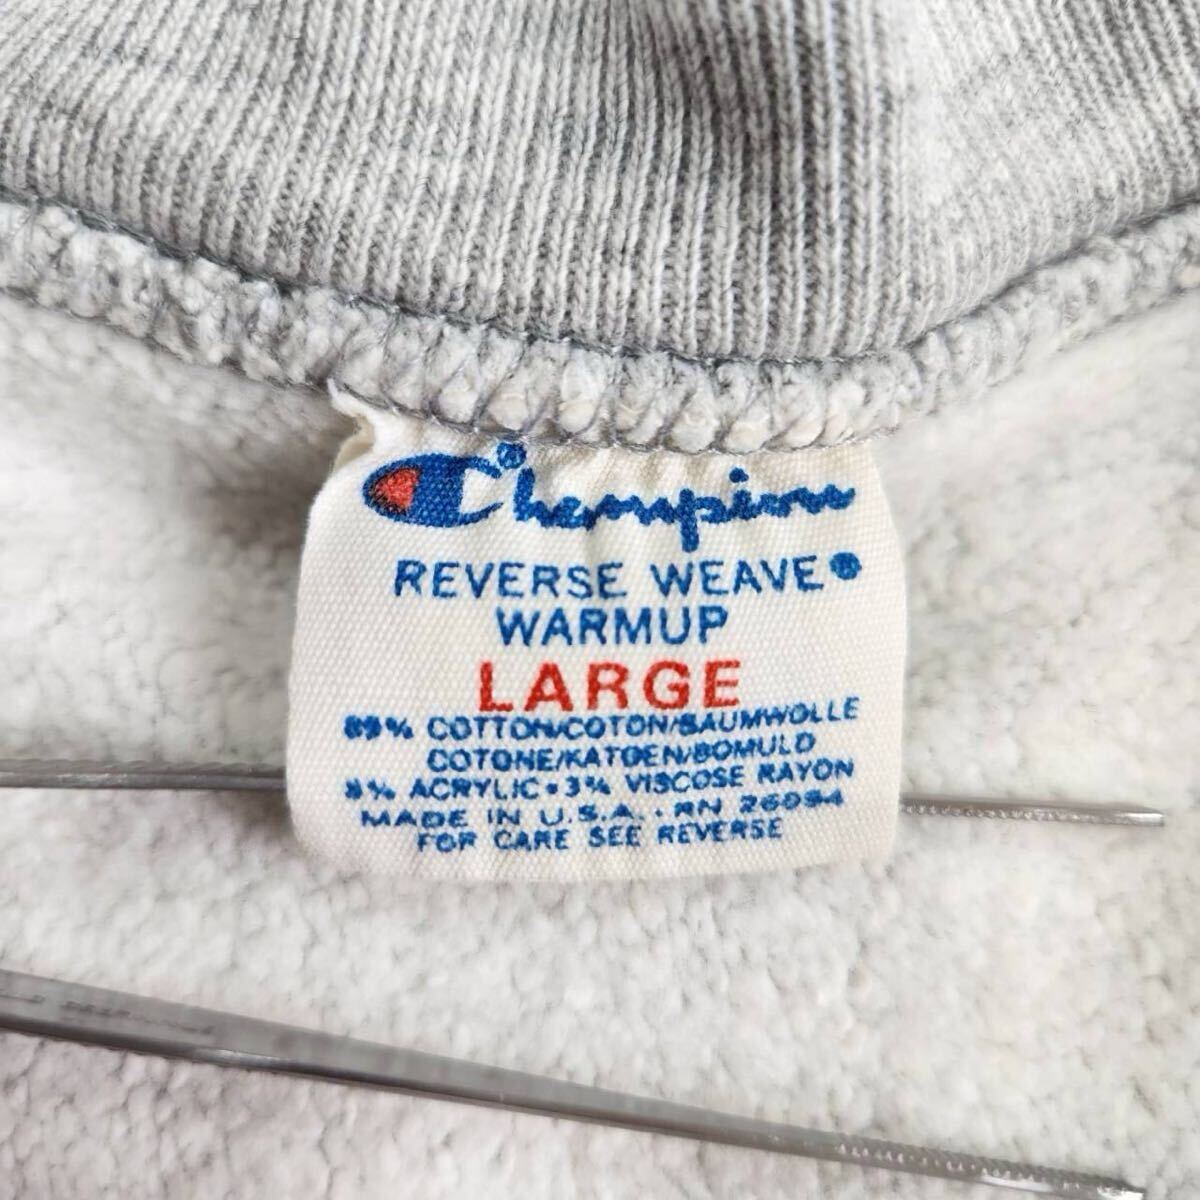 Champion®
REVERSE WEAVE®
WARMUP
LARGE
89% COTTON/COTON/BAUMWOLLE
COTONE/KATOEN/BOMULD
8% ACRYLIC • 3% VISCOSE RAYON
MADE IN U.S.A. • RN 26094
FOR CARE SEE REVERSE